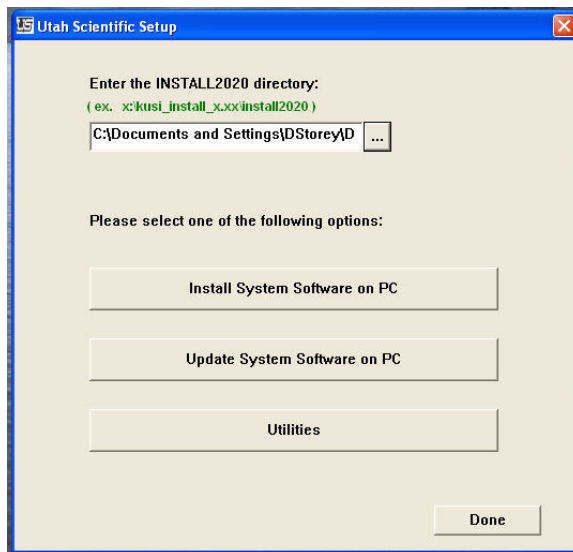 US Utah Scientific Setup
Enter the INSTALL2020 directory:
( ex. x:\kusi_install_x.xx\install2020 )
C:\Documents and Settings\DStorey\D
...
Please select one of the following options:
Install System Software on PC
Update System Software on PC
Utilities
Done